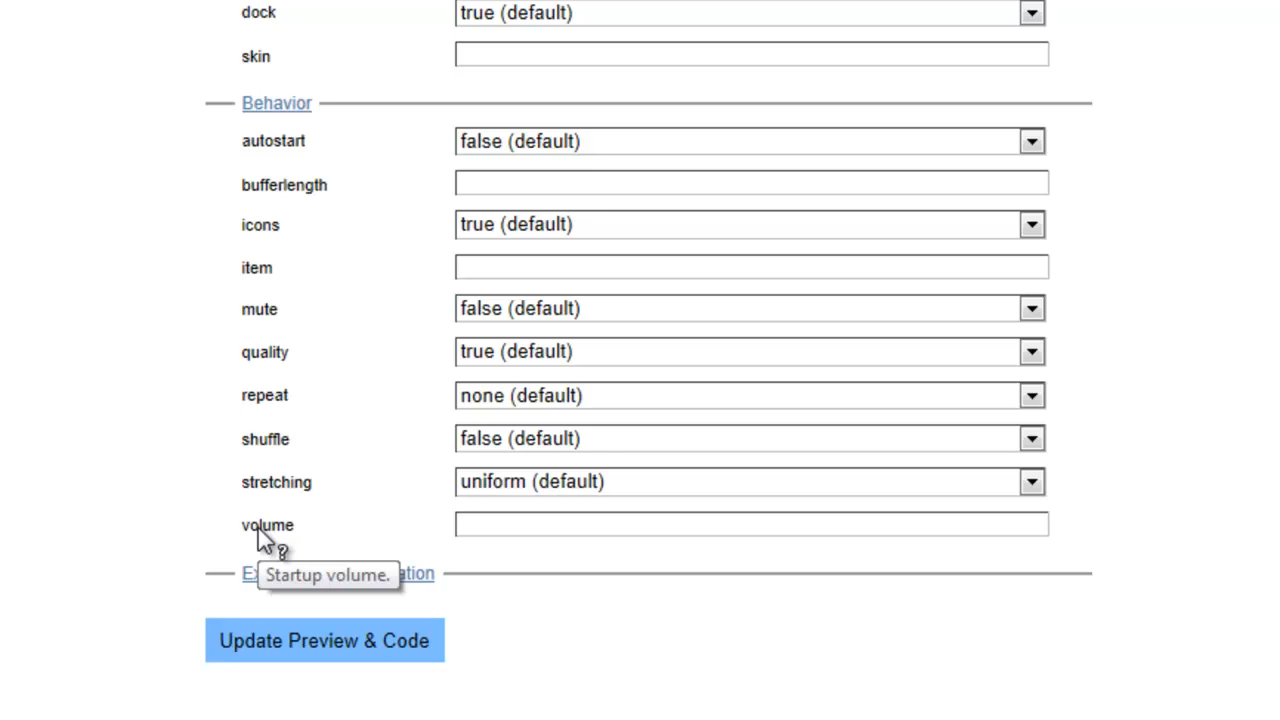 dock true (default)
skin
Behavior
autostart false (default)
bufferlength
icons true (default)
item
mute false (default)
quality true (default)
repeat none (default)
shuffle false (default)
stretching uniform (default)
volume
Startup volume.
Update Preview & Code